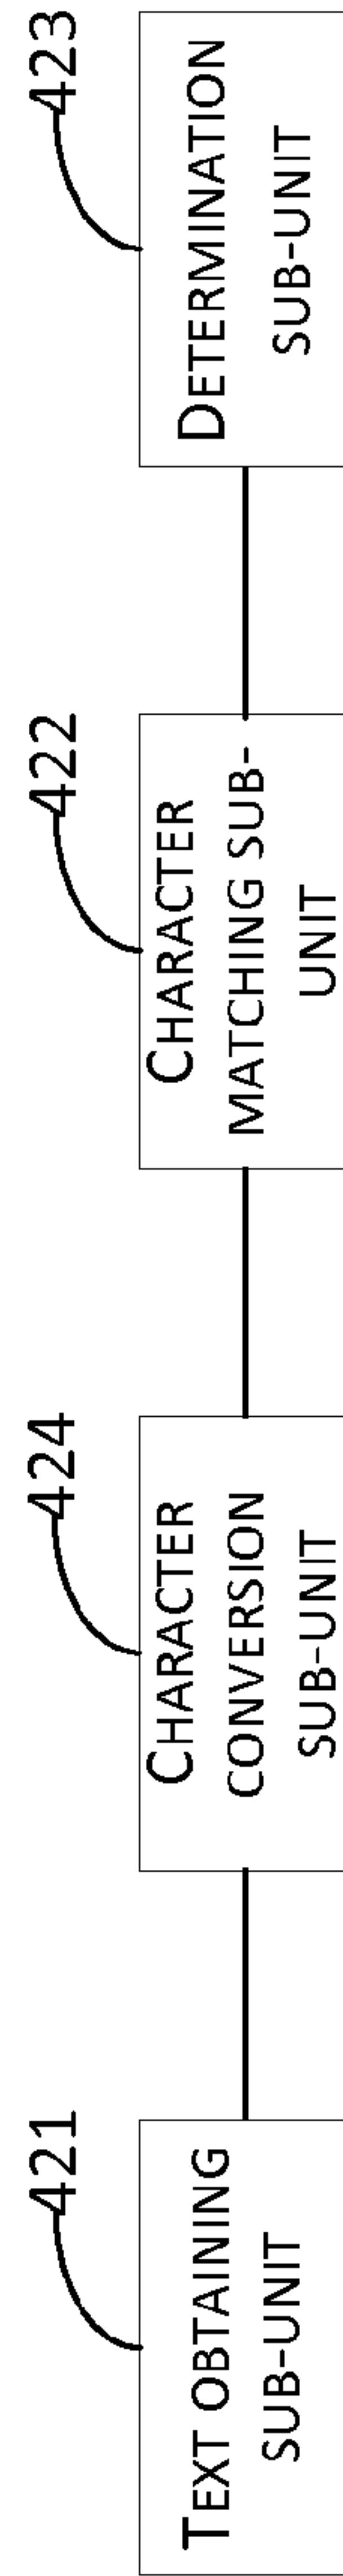 421
TEXT OBTAINING
SUB-UNIT
424
CHARACTER
CONVERSION
SUB-UNIT
422
CHARACTER
MATCHING SUB-
UNIT
423
DETERMINATION
SUB-UNIT